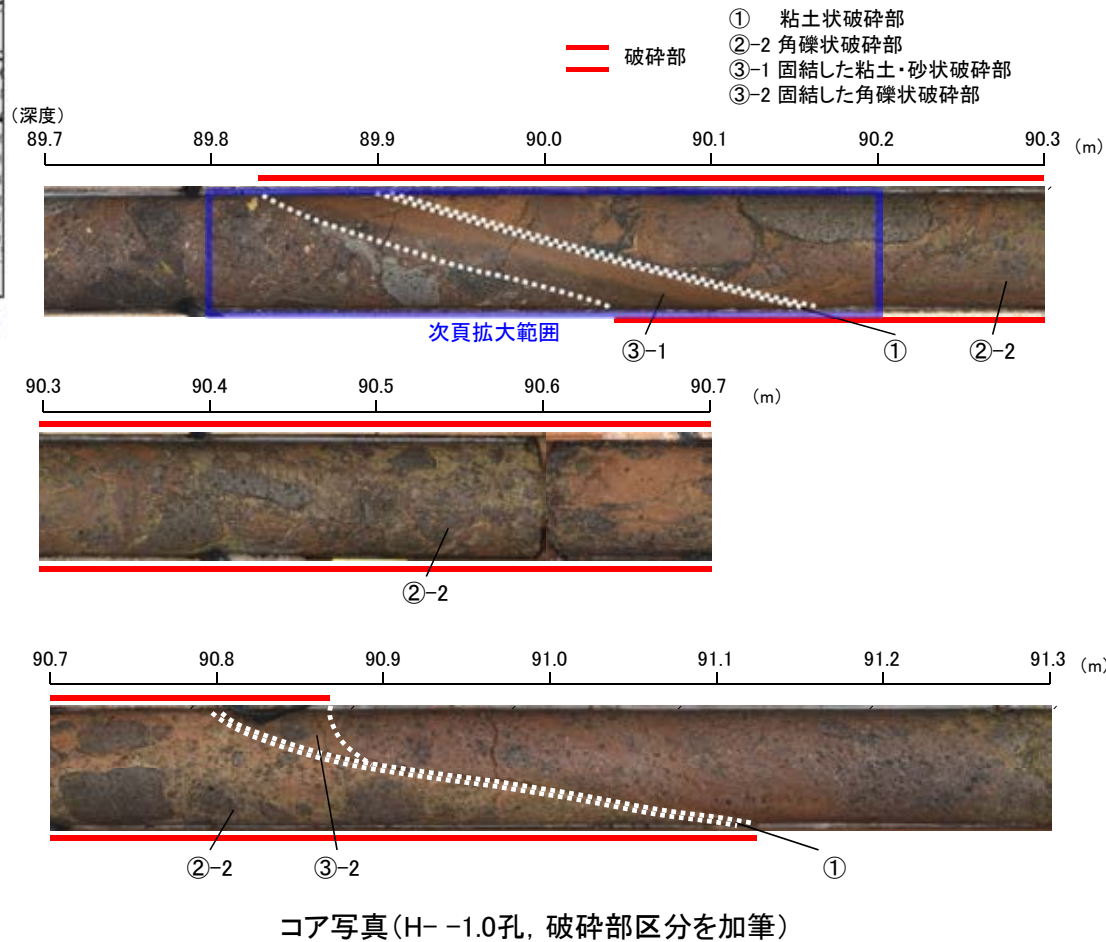 ① 粘土状破砕部
②-2 角礫状破砕部
③-1 固結した粘土・砂状破砕部
③-2 固結した角礫状破砕部
破砕部
(深度)
89.7 89.8 89.9 90.0 90.1 90.2 90.3 (m)
次頁拡大範囲
③-1 ① ②-2
90.3 90.4 90.5 90.6 90.7 (m)
②-2
90.7 90.8 90.9 91.0 91.1 91.2 91.3 (m)
②-2 ③-2 ①
コア写真(H- -1.0孔, 破砕部区分を加筆)